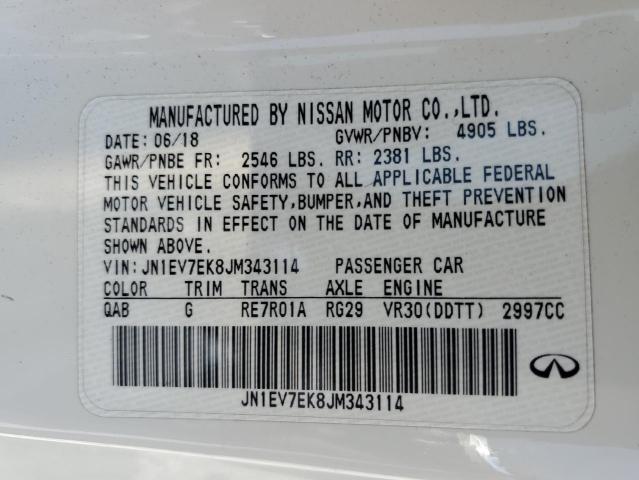 MANUFACTURED BY NISSAN MOTOR CO.,LTD.
DATE: 06/18 GVWR/PNBV: 4905 LBS.
GAWR/PNBE FR: 2546 LBS. RR: 2381 LBS.
THIS VEHICLE CONFORMS TO ALL APPLICABLE FEDERAL
MOTOR VEHICLE SAFETY,BUMPER,AND THEFT PREVENTION
STANDARDS IN EFFECT ON THE DATE OF MANUFACTURE
SHOWN ABOVE.
VIN:JN1EV7EK8JM343114 PASSENGER CAR
COLOR TRIM TRANS AXLE ENGINE
QAB G RE7R01A RG29 VR30(DDTT) 2997CC
JN1EV7EK8JM343114